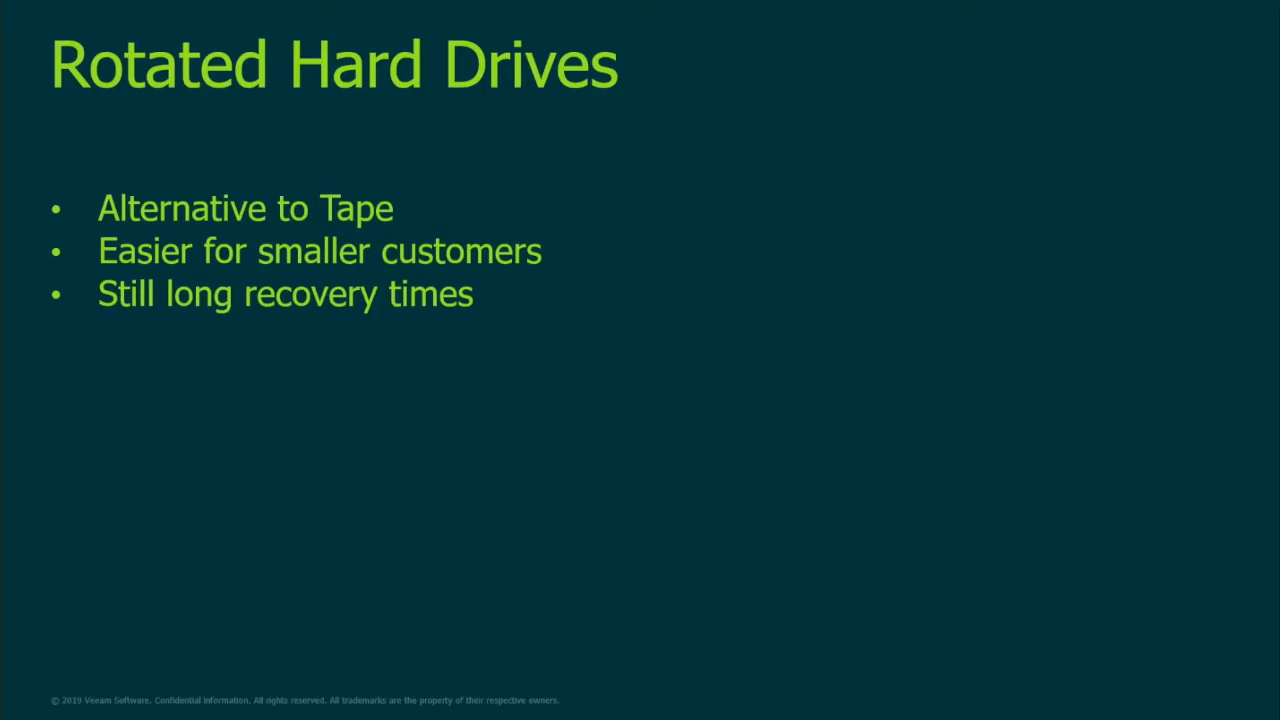 Rotated Hard Drives
• Alternative to Tape
• Easier for smaller customers
• Still long recovery times
© 2019 Veeam Software. Confidential information. All rights reserved. All trademarks are the property of their respective owners.